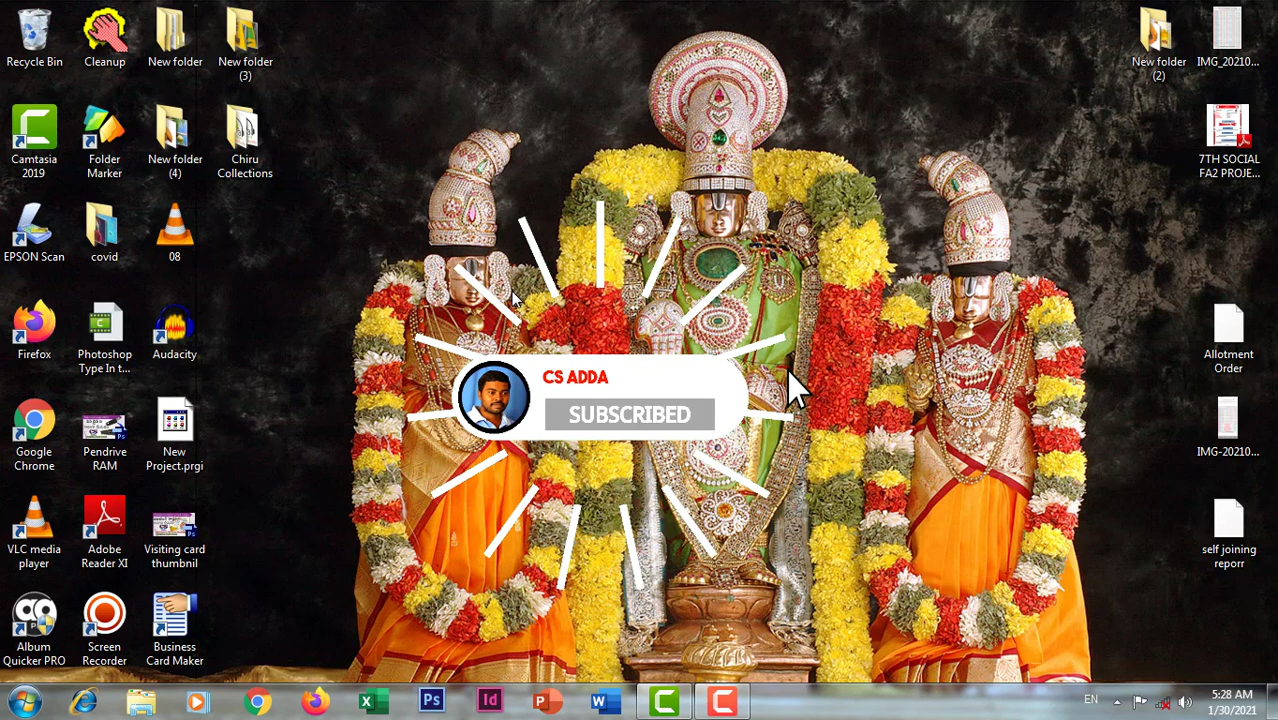 Recycle Bin
Cleanup
New folder
New folder
(3)
New folder
(2)
IMG_20210...
Camtasia
2019
Folder
Marker
New folder
(4)
Chiru
Collections
7TH SOCIAL
FA2 PROJE...
EPSON Scan
covid
08
Firefox
Photoshop
Type In t...
Audacity
Allotment
Order
CS ADDA
SUBSCRIBED
Google
Chrome
Pendrive
RAM
New
Project.prgi
IMG-20210...
VLC media
player
Adobe
Reader XI
Visiting card
thumbnil
self joining
reporr
Album
Quicker PRO
Screen
Recorder
Business
Card Maker
Ps
Id
EN
5:28 AM
1/30/2021